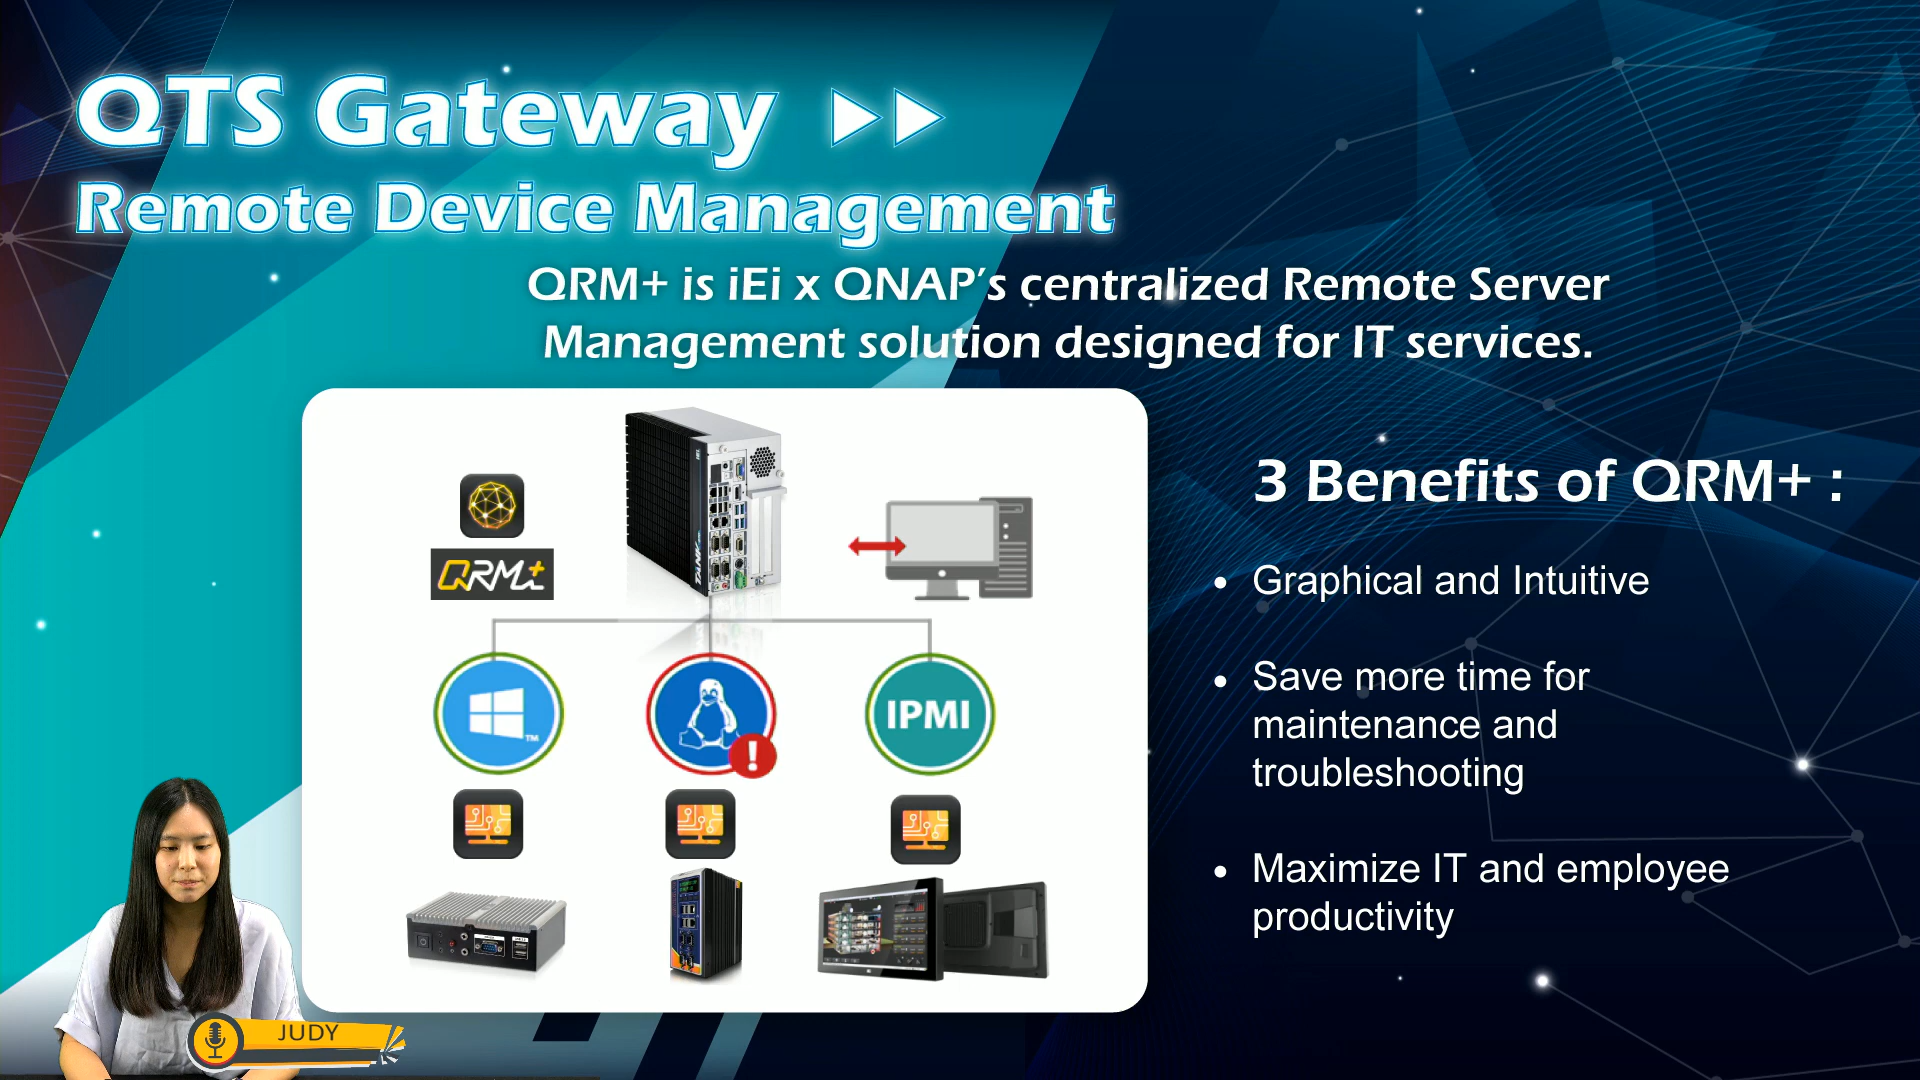 QTS Gateway
Remote Device Management
QRM+ is iEi x QNAP's centralized Remote Server
Management solution designed for IT services.
3 Benefits of QRM+ :
QRM+
TANK
IPMI
TM
!
• Graphical and Intuitive
• Save more time for
maintenance and
troubleshooting
• Maximize IT and employee
productivity
JUDY